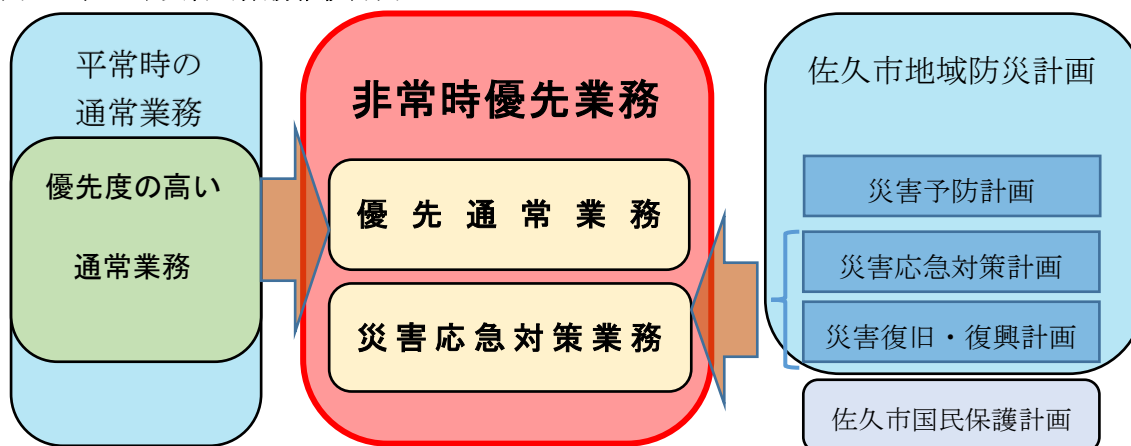 平常時の
通常業務
優先度の高い
通常業務
非常時優先業務
優先通常業務
災害応急対策業務
佐久市地域防災計画
災害予防計画
災害応急対策計画
災害復旧・復興計画
佐久市国民保護計画